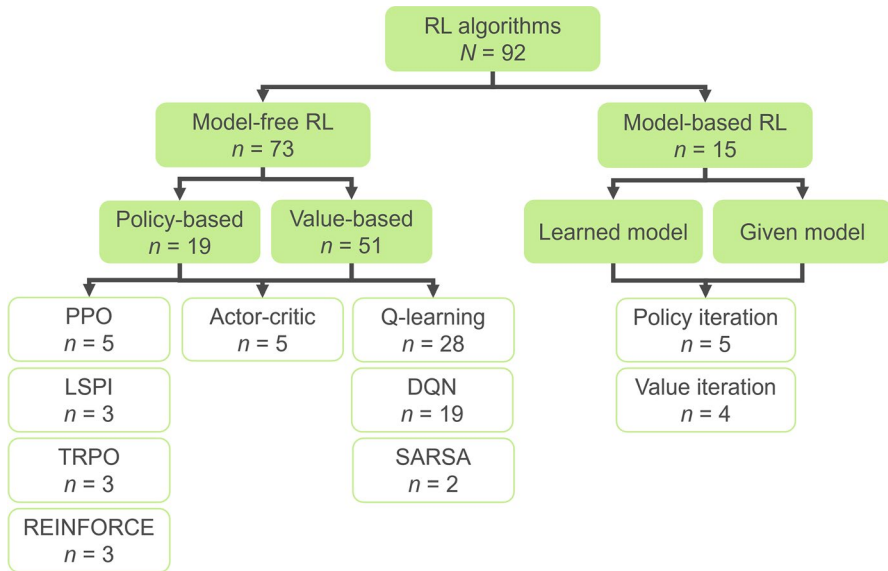 RL algorithms
N = 92
Model-free RL
n = 73
Model-based RL
n = 15
Policy-based
n = 19
Value-based
n = 51
Learned model
Given model
PPO
n = 5
Actor-critic
n = 5
Q-learning
n = 28
Policy iteration
n = 5
LSPI
n = 3
DQN
n = 19
Value iteration
n = 4
TRPO
n = 3
SARSA
n = 2
REINFORCE
n = 3